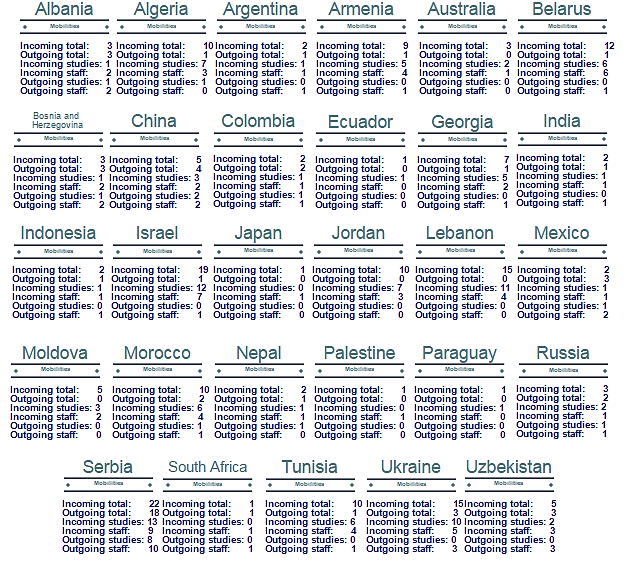 Albania
Mobilities
Incoming total: 3
Outgoing total: 3
Incoming studies: 1
Incoming staff: 2
Outgoing studies: 1
Outgoing staff: 2
Algeria
Mobilities
Incoming total: 10
Outgoing total: 1
Incoming studies: 7
Incoming staff: 3
Outgoing studies: 1
Outgoing staff: 0
Argentina
Mobilities
Incoming total: 2
Outgoing total: 1
Incoming studies: 1
Incoming staff: 1
Outgoing studies: 0
Outgoing staff: 1
Armenia
Mobilities
Incoming total: 9
Outgoing total: 1
Incoming studies: 5
Incoming staff: 4
Outgoing studies: 0
Outgoing staff: 1
Australia
Mobilities
Incoming total: 3
Outgoing total: 0
Incoming studies: 2
Incoming staff: 1
Outgoing studies: 0
Outgoing staff: 0
Belarus
Mobilities
Incoming total: 12
Outgoing total: 1
Incoming studies: 6
Incoming staff: 6
Outgoing studies: 0
Outgoing staff: 1
Bosnia and
Herzegovina
Mobilities
Incoming total: 3
Outgoing total: 3
Incoming studies: 1
Incoming staff: 2
Outgoing studies: 1
Outgoing staff: 2
China
Mobilities
Incoming total: 5
Outgoing total: 4
Incoming studies: 3
Incoming staff: 2
Outgoing studies: 2
Outgoing staff: 2
Colombia
Mobilities
Incoming total: 2
Outgoing total: 2
Incoming studies: 1
Incoming staff: 1
Outgoing studies: 1
Outgoing staff: 1
Ecuador
Mobilities
Incoming total: 1
Outgoing total: 0
Incoming studies: 1
Incoming staff: 0
Outgoing studies: 0
Outgoing staff: 0
Georgia
Mobilities
Incoming total: 7
Outgoing total: 1
Incoming studies: 5
Incoming staff: 2
Outgoing studies: 0
Outgoing staff: 1
India
Mobilities
Incoming total: 2
Outgoing total: 1
Incoming studies: 1
Incoming staff: 1
Outgoing studies: 0
Outgoing staff: 1
Indonesia
Mobilities
Incoming total: 2
Outgoing total: 1
Incoming studies: 1
Incoming staff: 1
Outgoing studies: 0
Outgoing staff: 1
Israel
Mobilities
Incoming total: 19
Outgoing total: 1
Incoming studies: 12
Incoming staff: 7
Outgoing studies: 0
Outgoing staff: 1
Japan
Mobilities
Incoming total: 1
Outgoing total: 0
Incoming studies: 0
Incoming staff: 1
Outgoing studies: 0
Outgoing staff: 0
Jordan
Mobilities
Incoming total: 10
Outgoing total: 0
Incoming studies: 7
Incoming staff: 3
Outgoing studies: 0
Outgoing staff: 0
Lebanon
Mobilities
Incoming total: 15
Outgoing total: 0
Incoming studies: 11
Incoming staff: 4
Outgoing studies: 0
Outgoing staff: 0
Mexico
Mobilities
Incoming total: 2
Outgoing total: 3
Incoming studies: 1
Incoming staff: 1
Outgoing studies: 1
Outgoing staff: 2
Moldova
Mobilities
Incoming total: 5
Outgoing total: 0
Incoming studies: 3
Incoming staff: 2
Outgoing studies: 0
Outgoing staff: 0
Morocco
Mobilities
Incoming total: 10
Outgoing total: 2
Incoming studies: 6
Incoming staff: 4
Outgoing studies: 1
Outgoing staff: 1
Nepal
Mobilities
Incoming total: 2
Outgoing total: 1
Incoming studies: 1
Incoming staff: 1
Outgoing studies: 0
Outgoing staff: 1
Palestine
Mobilities
Incoming total: 1
Outgoing total: 0
Incoming studies: 0
Incoming staff: 1
Outgoing studies: 0
Outgoing staff: 0
Paraguay
Mobilities
Incoming total: 1
Outgoing total: 0
Incoming studies: 1
Incoming staff: 0
Outgoing studies: 0
Outgoing staff: 0
Russia
Mobilities
Incoming total: 3
Outgoing total: 2
Incoming studies: 2
Incoming staff: 1
Outgoing studies: 1
Outgoing staff: 1
Serbia
Mobilities
Incoming total: 22
Outgoing total: 18
Incoming studies: 13
Incoming staff: 9
Outgoing studies: 8
Outgoing staff: 10
South Africa
Mobilities
Incoming total: 1
Outgoing total: 1
Incoming studies: 0
Incoming staff: 1
Outgoing studies: 0
Outgoing staff: 1
Tunisia
Mobilities
Incoming total: 10
Outgoing total: 1
Incoming studies: 6
Incoming staff: 4
Outgoing studies: 0
Outgoing staff: 1
Ukraine
Mobilities
Incoming total: 15
Outgoing total: 3
Incoming studies: 10
Incoming staff: 5
Outgoing studies: 0
Outgoing staff: 3
Uzbekistan
Mobilities
Incoming total: 5
Outgoing total: 3
Incoming studies: 2
Incoming staff: 3
Outgoing studies: 0
Outgoing staff: 3